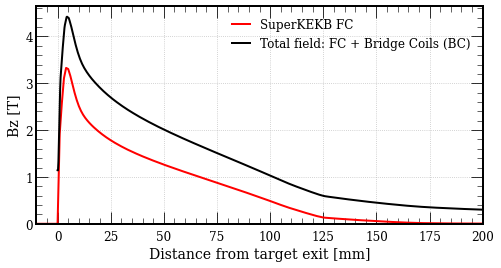 SuperKEKB FC
Total field: FC + Bridge Coils (BC)
Bz [T]
4
3
2
1
0
0 25 50 75 100 125 150 175 200
Distance from target exit [mm]